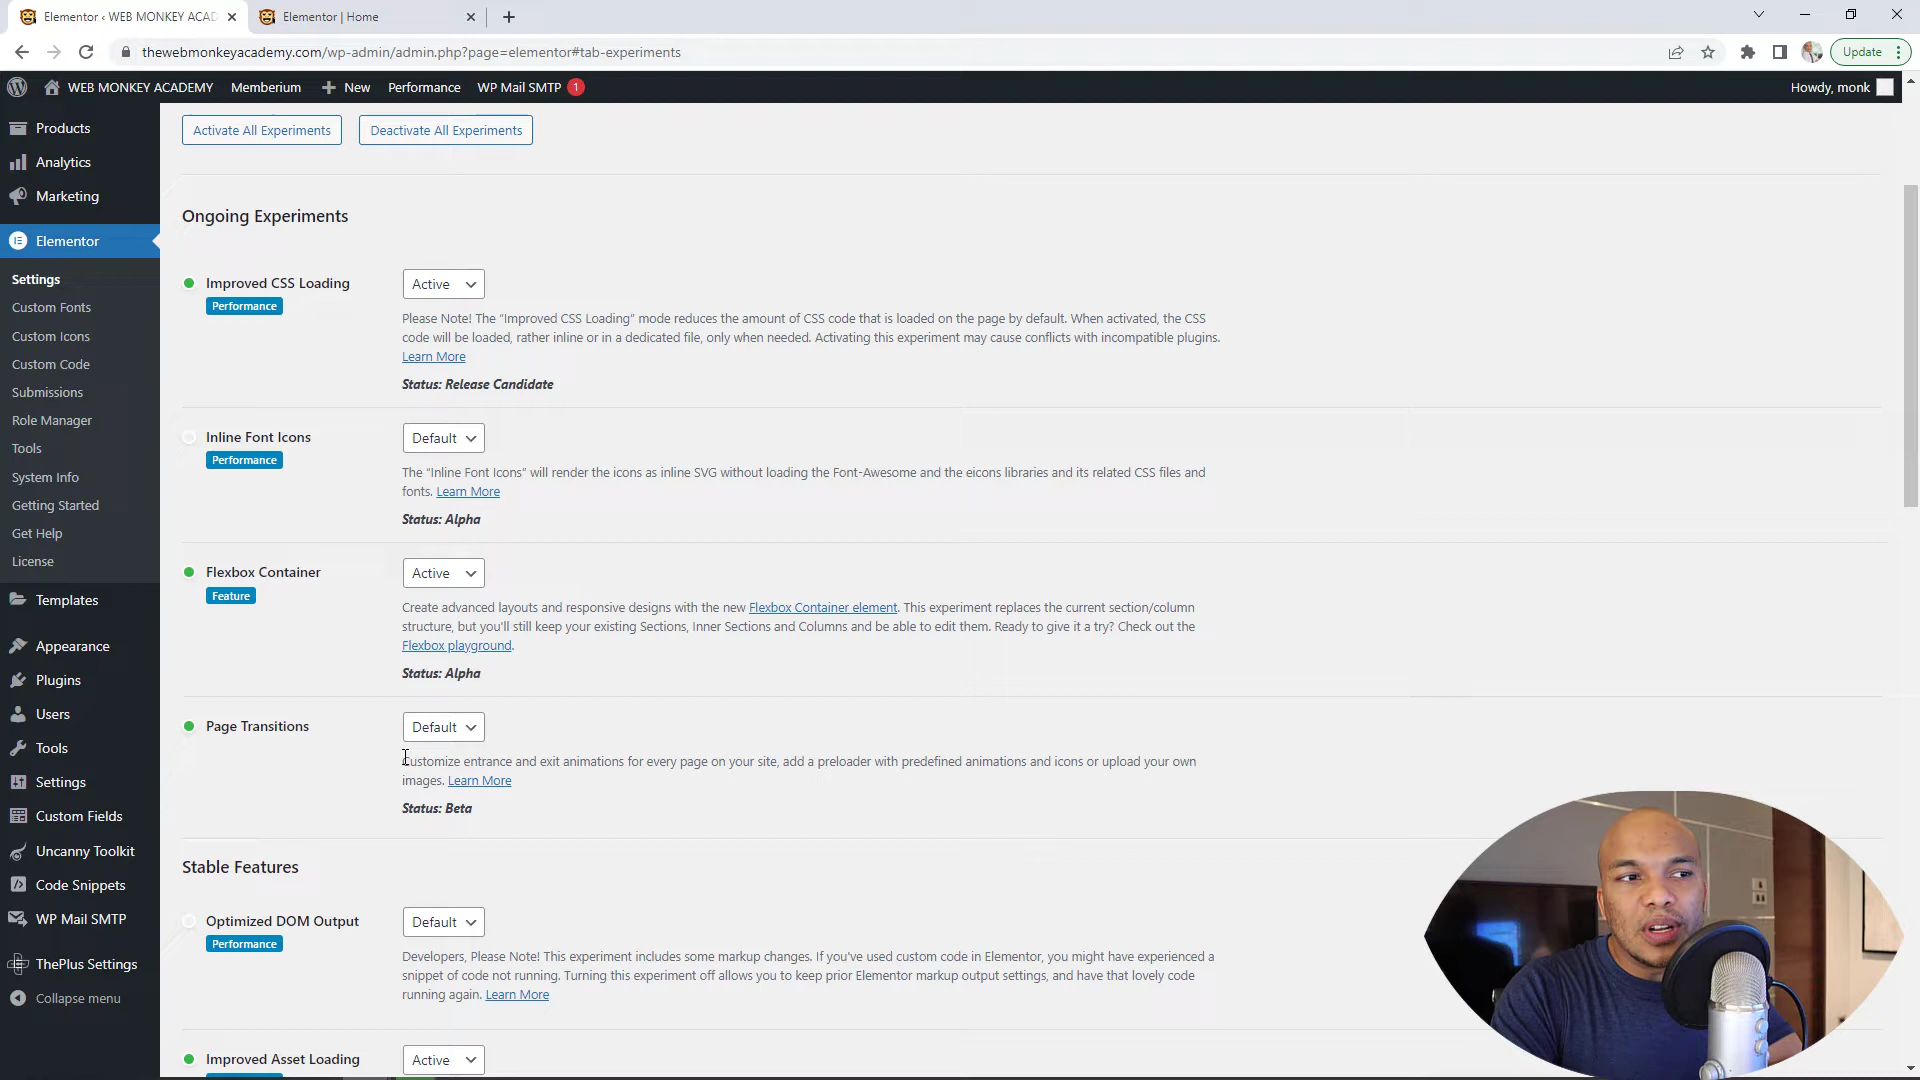 Elementor ‹ WEB MONKEY ACAD
Elementor | Home
thewebmonkeyacademy.com/wp-admin/admin.php?page=elementor#tab-experiments
Update
WEB MONKEY ACADEMY
Memberium
New
Performance
WP Mail SMTP
1
Howdy, monk
Products
Analytics
Marketing
Elementor
Settings
Custom Fonts
Custom Icons
Custom Code
Submissions
Role Manager
Tools
System Info
Getting Started
Get Help
License
Templates
Appearance
Plugins
Users
Tools
Settings
Custom Fields
Uncanny Toolkit
Code Snippets
WP Mail SMTP
ThePlus Settings
Collapse menu
Activate All Experiments
Deactivate All Experiments
Ongoing Experiments
Improved CSS Loading
Performance
Active
Please Note! The “Improved CSS Loading” mode reduces the amount of CSS code that is loaded on the page by default. When activated, the CSS
code will be loaded, rather inline or in a dedicated file, only when needed. Activating this experiment may cause conflicts with incompatible plugins.
Learn More
Status: Release Candidate
Inline Font Icons
Performance
Default
The “Inline Font Icons” will render the icons as inline SVG without loading the Font-Awesome and the eicons libraries and its related CSS files and
fonts. Learn More
Status: Alpha
Flexbox Container
Feature
Active
Create advanced layouts and responsive designs with the new Flexbox Container element. This experiment replaces the current section/column
structure, but you'll still keep your existing Sections, Inner Sections and Columns and be able to edit them. Ready to give it a try? Check out the
Flexbox playground.
Status: Alpha
Page Transitions
Default
Customize entrance and exit animations for every page on your site, add a preloader with predefined animations and icons or upload your own
images. Learn More
Status: Beta
Stable Features
Optimized DOM Output
Performance
Default
Developers, Please Note! This experiment includes some markup changes. If you've used custom code in Elementor, you might have experienced a
snippet of code not running. Turning this experiment off allows you to keep prior Elementor markup output settings, and have that lovely code
running again. Learn More
Improved Asset Loading
Active